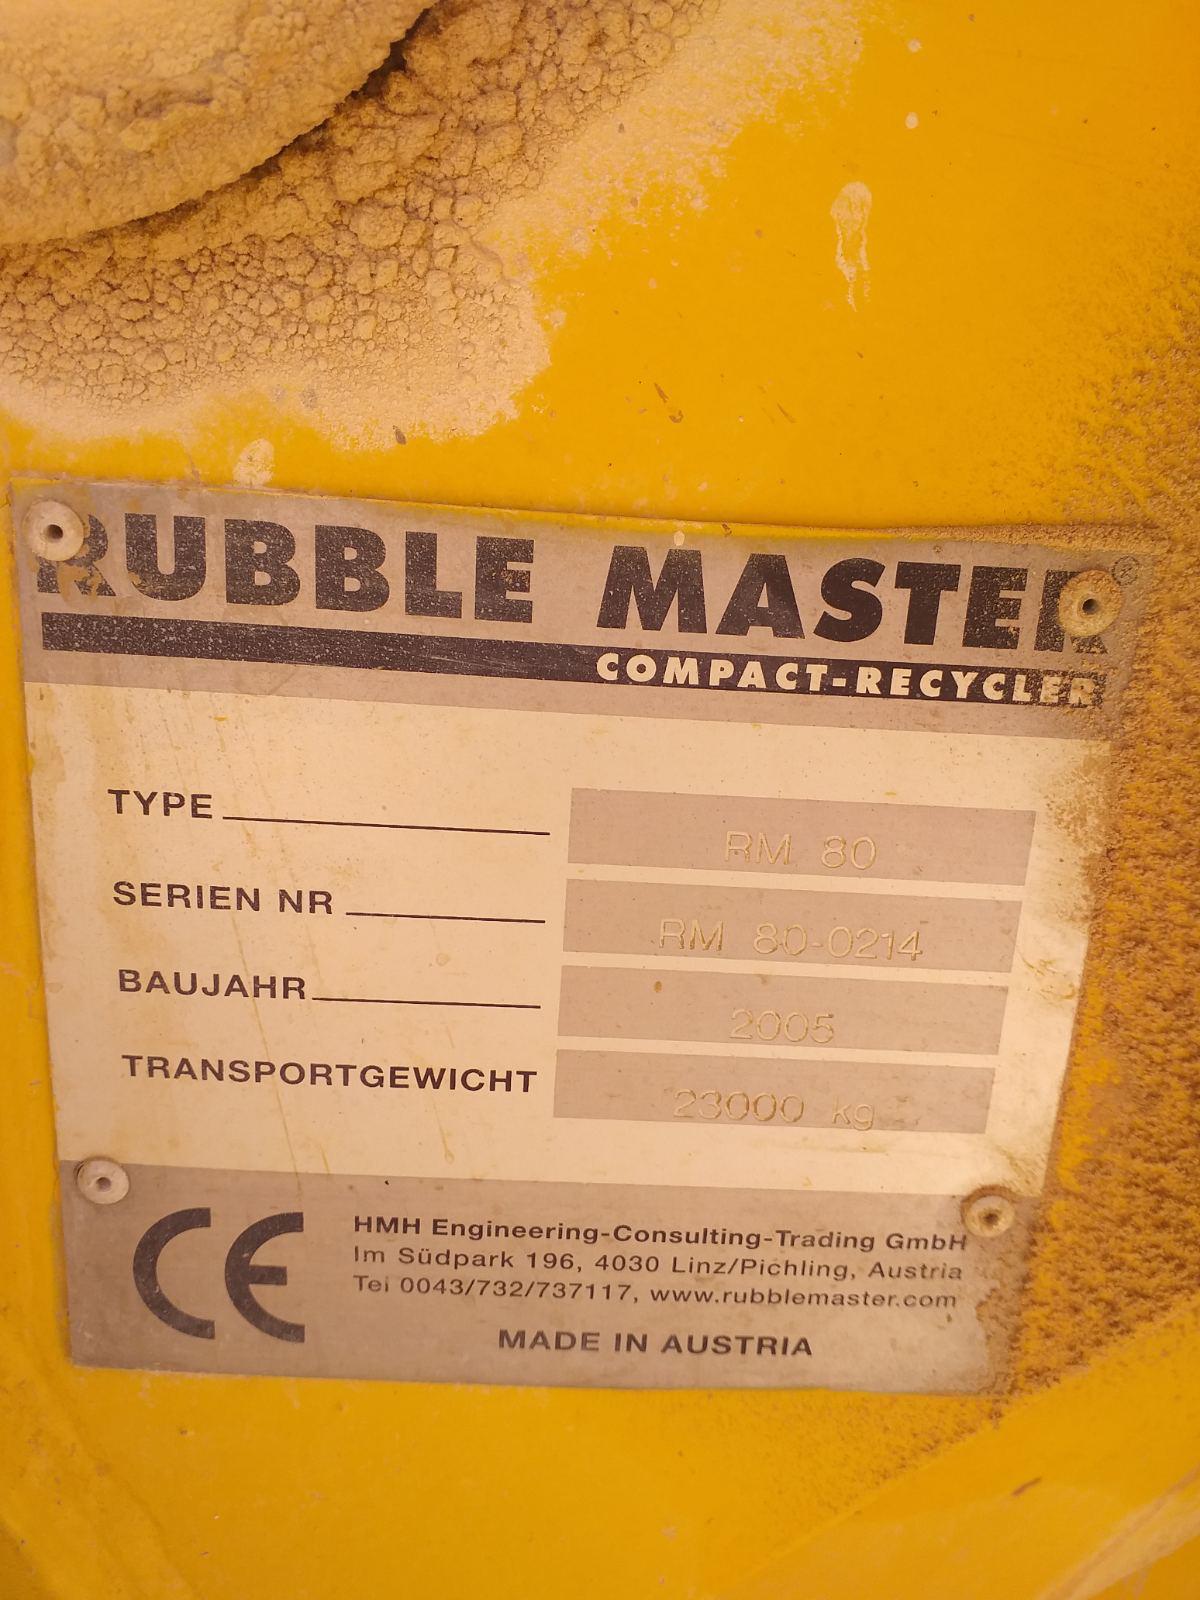 RUBBLE MASTER®
COMPACT-RECYCLER
TYPE RM 80
SERIEN NR RM 80-0214
BAUJAHR 2005
TRANSPORTGEWICHT 23000 kg
CE
HMH Engineering-Consulting-Trading GmbH
Im Südpark 196, 4030 Linz/Pichling, Austria
Tel 0043/732/737117, www.rubblemaster.com
MADE IN AUSTRIA